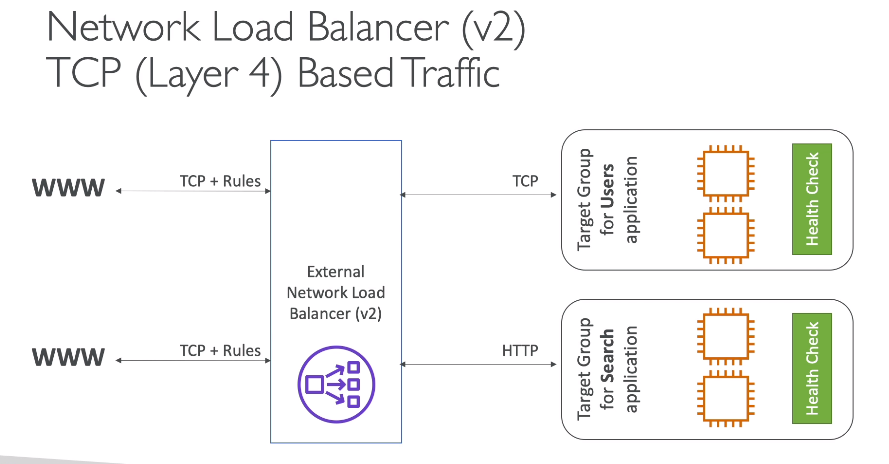 Network Load Balancer (v2)
TCP (Layer 4) Based Traffic
WWW
TCP + Rules
TCP
Target Group
for Users
application
Health Check
External
Network Load
Balancer (v2)
WWW
TCP + Rules
HTTP
Target Group
for Search
application
Health Check